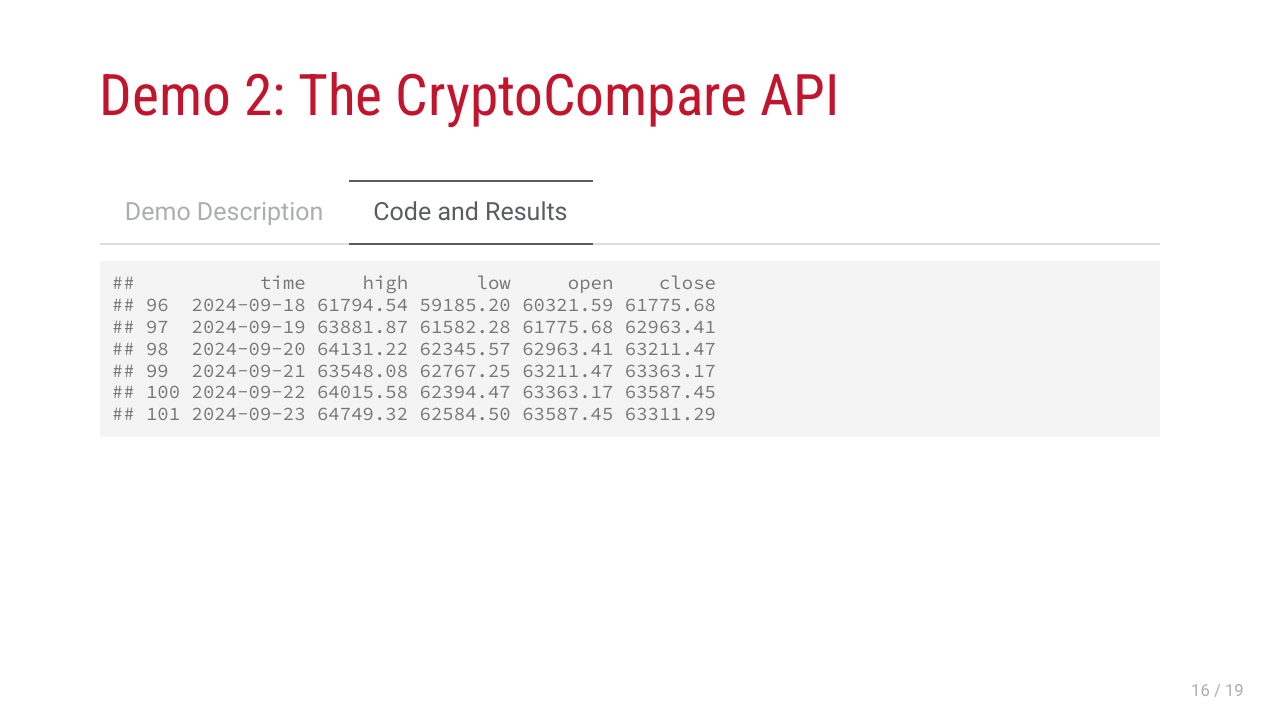 Demo 2: The CryptoCompare API
Demo Description Code and Results
## time high low open close
## 96 2024-09-18 61794.54 59185.20 60321.59 61775.68
## 97 2024-09-19 63881.87 61582.28 61775.68 62963.41
## 98 2024-09-20 64131.22 62345.57 62963.41 63211.47
## 99 2024-09-21 63548.08 62767.25 63211.47 63363.17
## 100 2024-09-22 64015.58 62394.47 63363.17 63587.45
## 101 2024-09-23 64749.32 62584.50 63587.45 63311.29
16 / 19